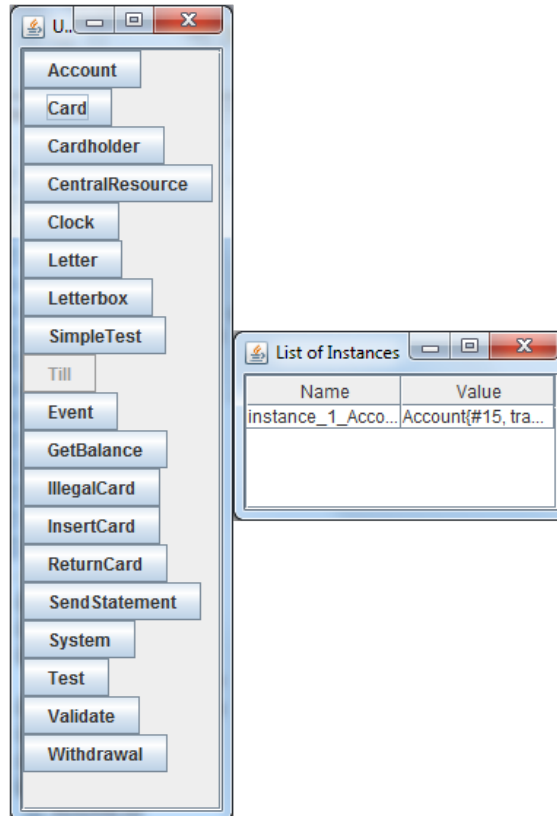 U..
Account
Card
Cardholder
CentralResource
Clock
Letter
Letterbox
SimpleTest
Till
Event
GetBalance
IllegalCard
InsertCard
ReturnCard
SendStatement
System
Test
Validate
Withdrawal
List of Instances
Name Value
instance_1_Acco... Account{#15, tra...